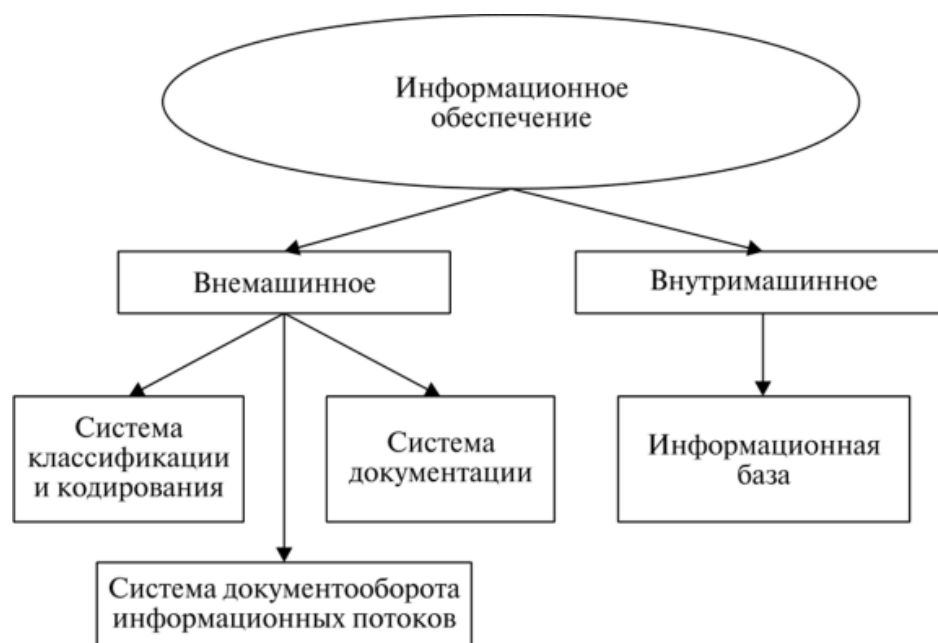 Информационное
обеспечение
Внемашинное
Внутримашинное
Система
классификации
и кодирования
Система
документации
Информационная
база
Система документооборота
информационных потоков